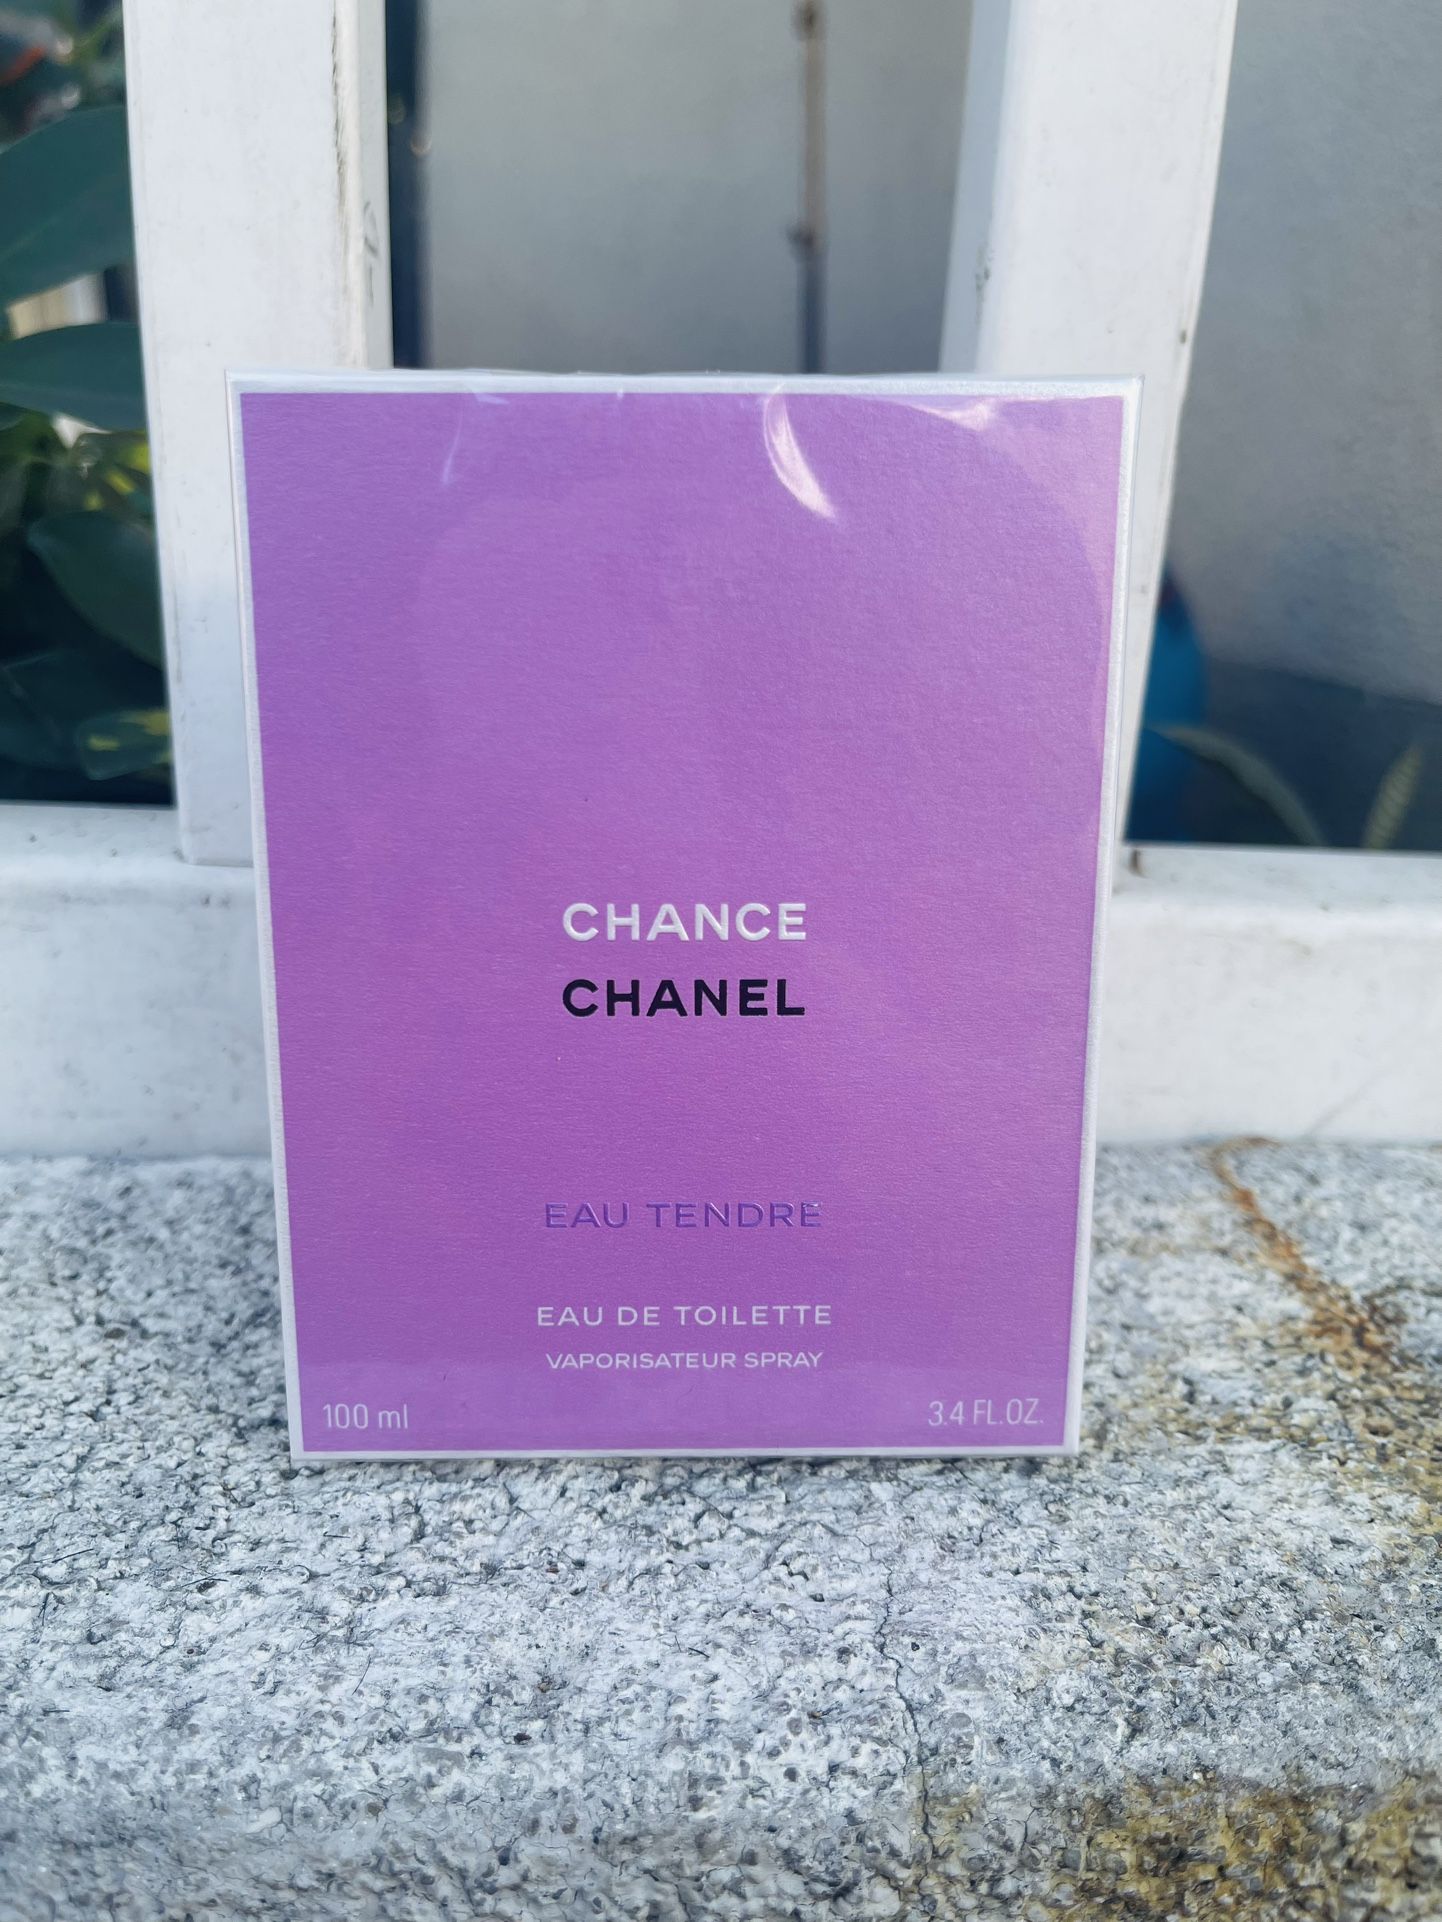 CHANCE
CHANEL
EAU TENDRE
EAU DE TOILETTE
VAPORISATEUR SPRAY
100 ml 3.4 FL.OZ.